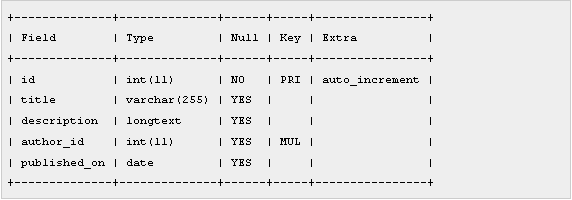 +--------------+--------------+------+-----+----------------+
| Field        | Type         | Null | Key | Extra          |
+--------------+--------------+------+-----+----------------+
| id           | int(11)      | NO   | PRI | auto_increment |
| title        | varchar(255) | YES  |     |                |
| description  | longtext     | YES  |     |                |
| author_id    | int(11)      | YES  | MUL |                |
| published_on | date         | YES  |     |                |
+--------------+--------------+------+-----+----------------+